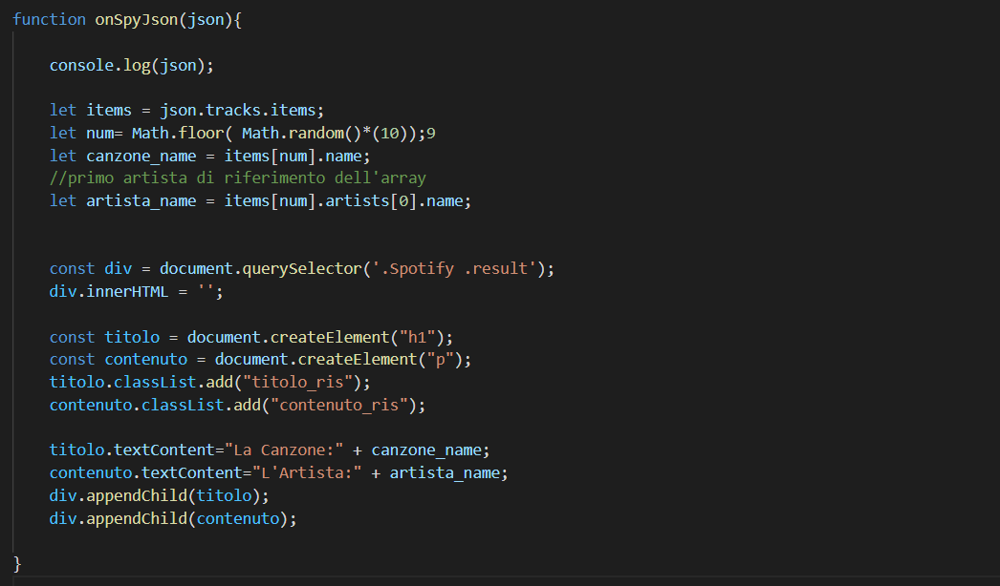 function onSpyJson(json){
console.log(json);
let items = json.tracks.items;
let num= Math.floor( Math.random()*(10));9
let canzone_name = items[num].name;
//primo artista di riferimento dell'array
let artista_name = items[num].artists[0].name;
const div = document.querySelector('.Spotify .result');
div.innerHTML = '';
const titolo = document.createElement("h1");
const contenuto = document.createElement("p");
titolo.classList.add("titolo_ris");
contenuto.classList.add("contenuto_ris");
titolo.textContent="La Canzone:" + canzone_name;
contenuto.textContent="L'Artista:" + artista_name;
div.appendChild(titolo);
div.appendChild(contenuto);
}